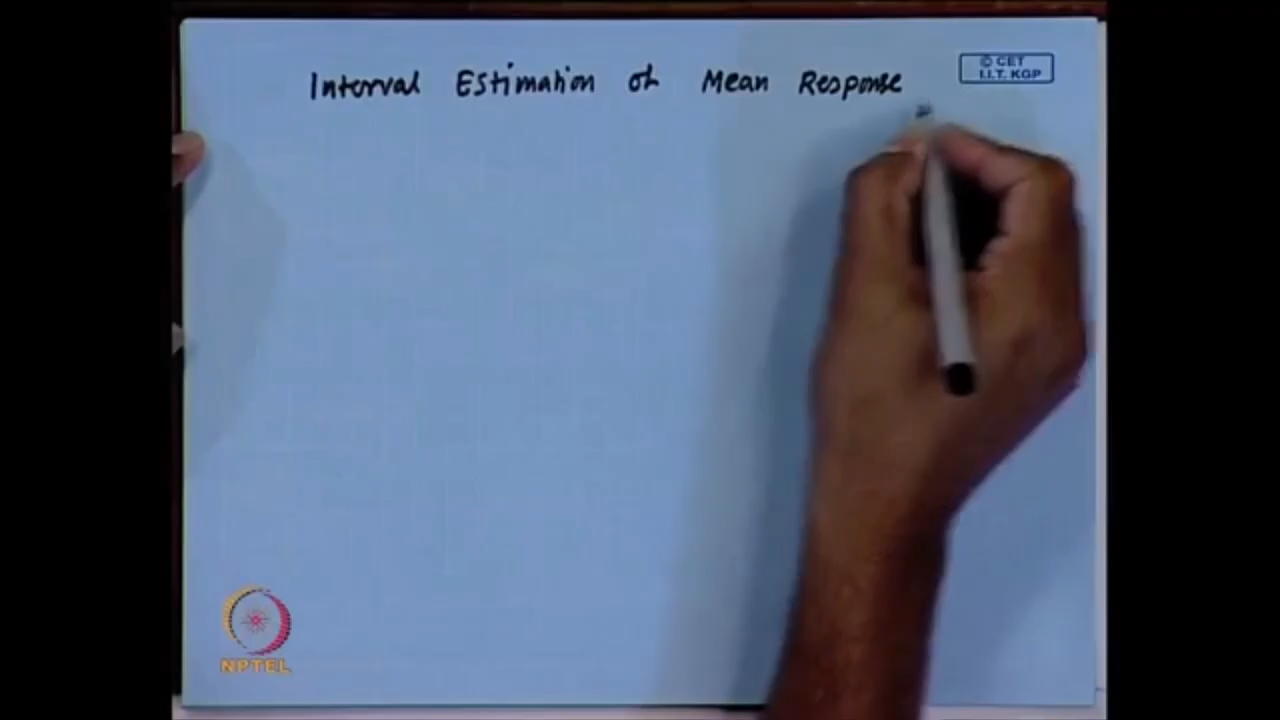 Interval Estimation of Mean Response
© CET
I.I.T. KGP
NPTEL